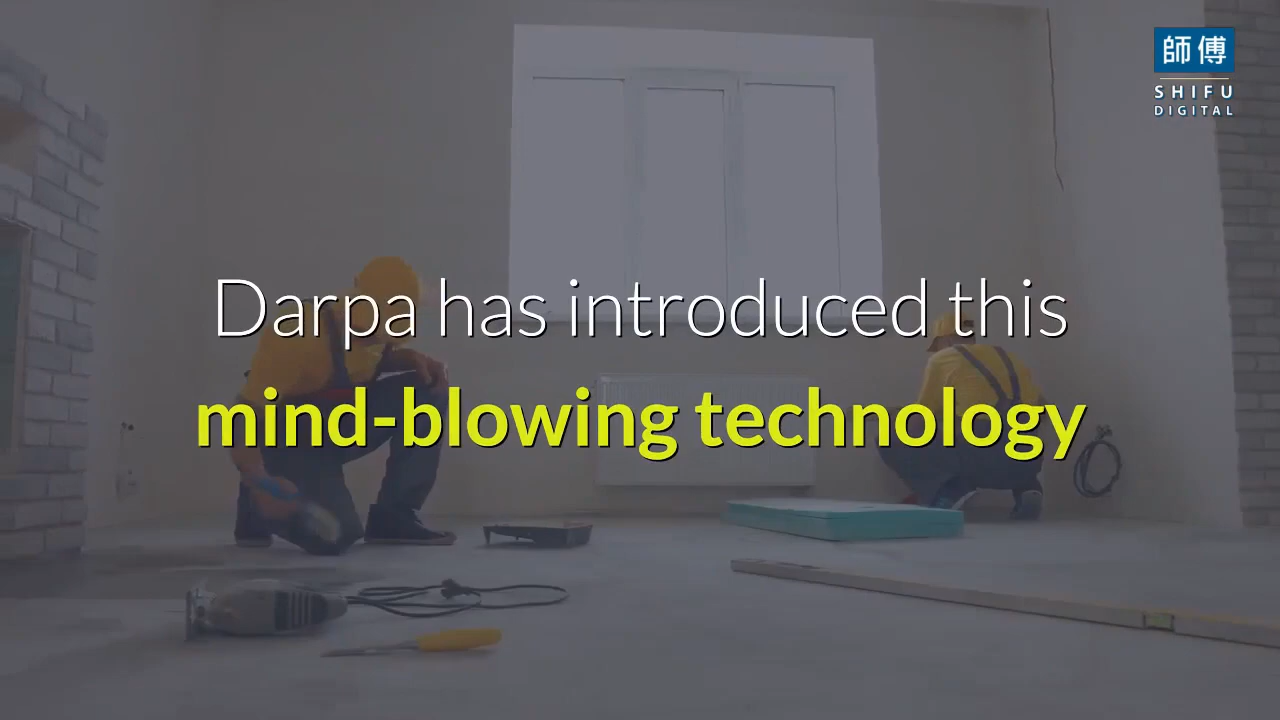 師傅
SHIFU
DIGITAL
Darpa has introduced this
mind-blowing technology